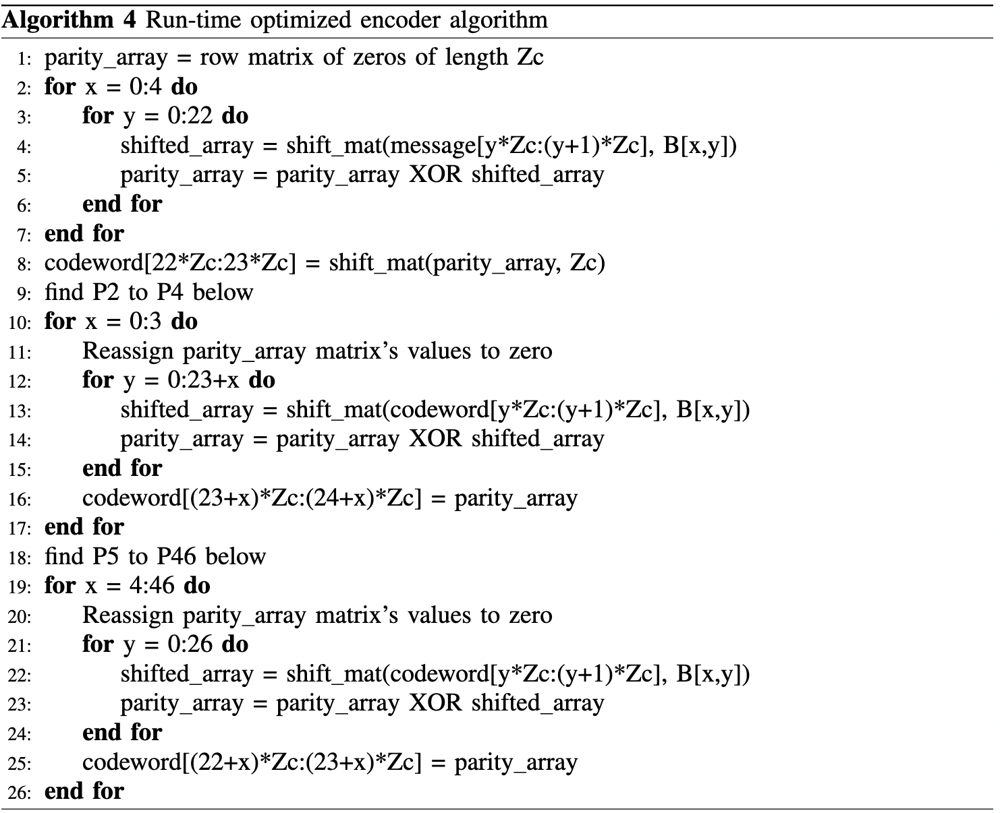 Algorithm 4 Run-time optimized encoder algorithm
1: parity_array = row matrix of zeros of length Zc
2: for x = 0:4 do
3: for y = 0:22 do
4: shifted_array = shift_mat(message[y*Zc:(y+1)*Zc], B[x,y])
5: parity_array = parity_array XOR shifted_array
6: end for
7: end for
8: codeword[22*Zc:23*Zc] = shift_mat(parity_array, Zc)
9: find P2 to P4 below
10: for x = 0:3 do
11: Reassign parity_array matrix's values to zero
12: for y = 0:23+x do
13: shifted_array = shift_mat(codeword[y*Zc:(y+1)*Zc], B[x,y])
14: parity_array = parity_array XOR shifted_array
15: end for
16: codeword[(23+x)*Zc:(24+x)*Zc] = parity_array
17: end for
18: find P5 to P46 below
19: for x = 4:46 do
20: Reassign parity_array matrix's values to zero
21: for y = 0:26 do
22: shifted_array = shift_mat(codeword[y*Zc:(y+1)*Zc], B[x,y])
23: parity_array = parity_array XOR shifted_array
24: end for
25: codeword[(22+x)*Zc:(23+x)*Zc] = parity_array
26: end for